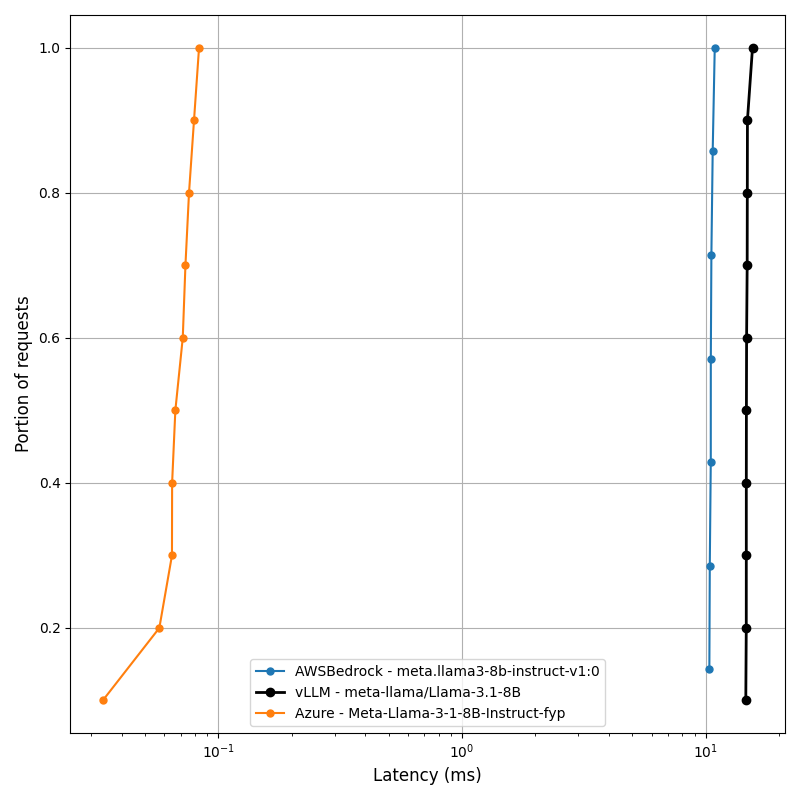 1.0
0.8
0.6
0.4
0.2
Portion of requests
AWSBedrock - meta.llama3-8b-instruct-v1:0
vLLM - meta-llama/Llama-3.1-8B
Azure - Meta-Llama-3-1-8B-Instruct-fyp
10⁻¹ 10⁰ 10¹
Latency (ms)